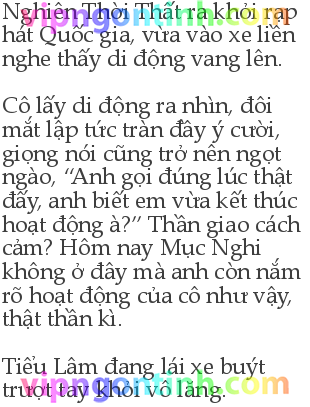 Nghiên Thời Thất ra khỏi rạp
hát Quốc gia, vừa vào xe liền
nghe thấy di động vang lên.
Cô lấy di động ra nhìn, đôi
mắt lập tức tràn đầy ý cười,
giọng nói cũng trở nên ngọt
ngào, “Anh gọi đúng lúc thật
đấy, anh biết em vừa kết thúc
hoạt động à?” Thần giao cách
cảm? Hôm nay Mục Nghi
không ở đây mà anh còn nắm
rõ hoạt động của cô như vậy,
thật thần kì.
Tiểu Lâm đang lái xe buýt
trượt tay khỏi vô lăng.
vipngontinh.com
vipngontinh.com